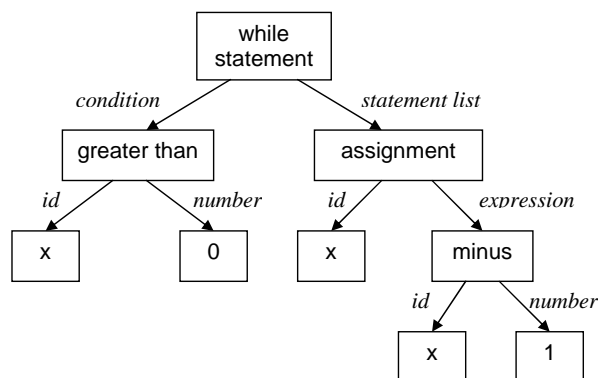 while
statement
condition
statement list
greater than
assignment
id
number
id
expression
x
0
x
minus
id
number
x
1